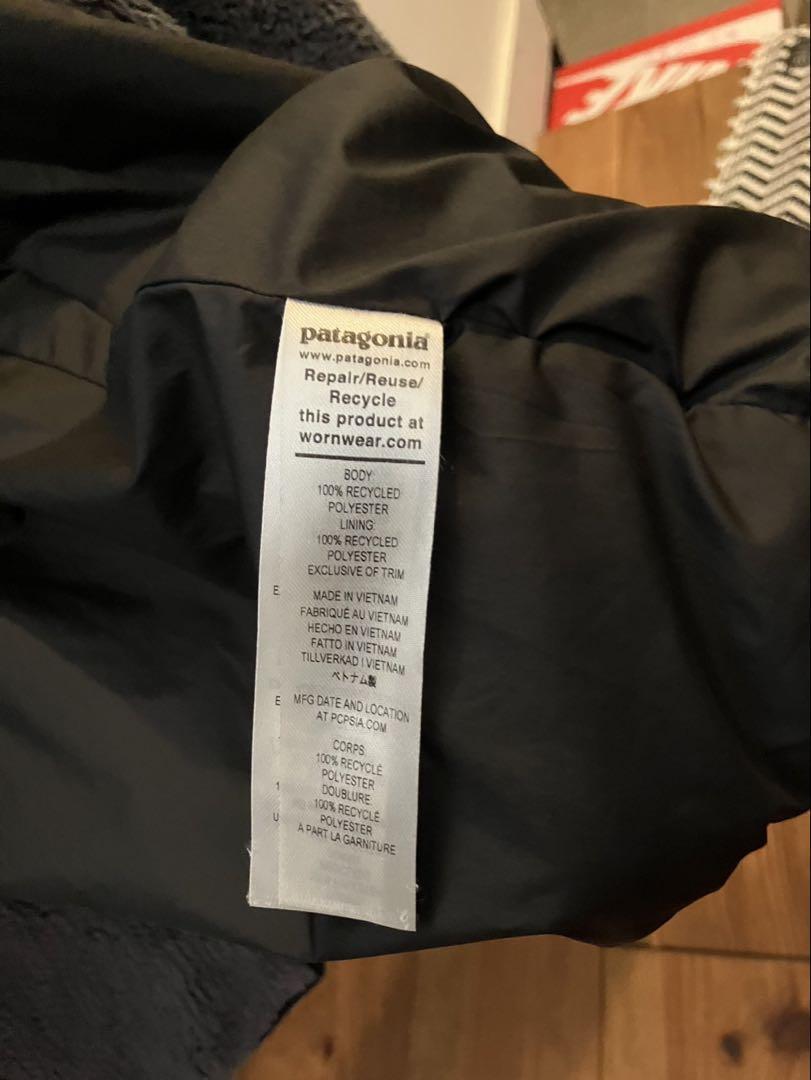 patagonia®
www.patagonia.com
Repair/Reuse/
Recycle
this product at
wornwear.com
BODY:
100% RECYCLED
POLYESTER
LINING:
100% RECYCLED
POLYESTER
EXCLUSIVE OF TRIM
MADE IN VIETNAM
FABRIQUÉ AU VIETNAM
HECHO EN VIETNAM
FATTO IN VIETNAM
TILLVERKAD I VIETNAM
ベトナム製
MFG DATE AND LOCATION
AT PCPSIA.COM
CORPS:
100% RECYCLÉ
POLYESTER
DOUBLURE:
100% RECYCLÉ
POLYESTER
A PART LA GARNITURE